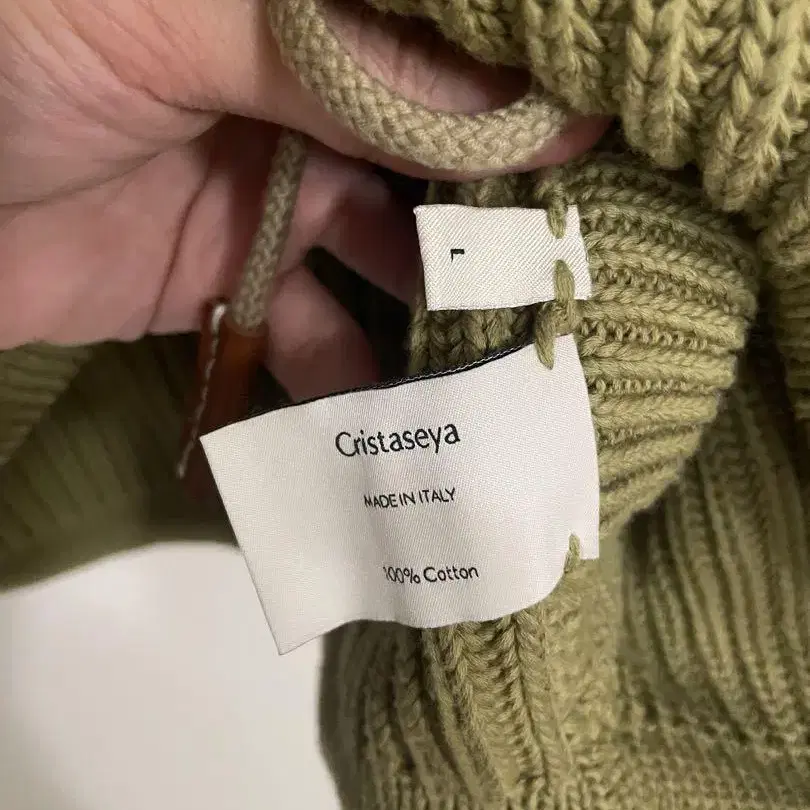 L
Cristaseya
MADE IN ITALY
100% Cotton